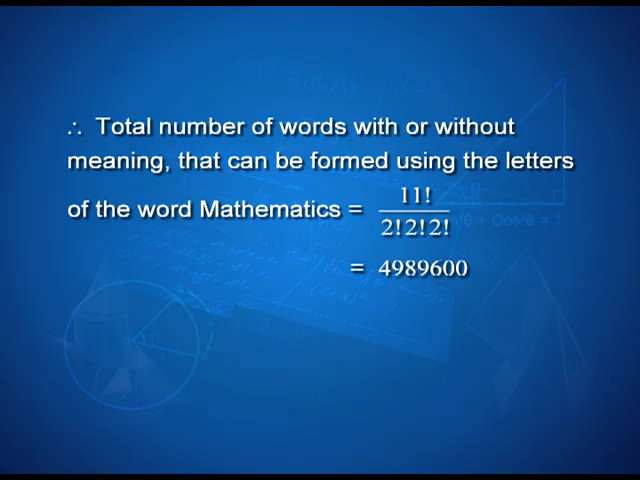 ∴ Total number of words with or without
meaning, that can be formed using the letters
of the word Mathematics = 11! / 2! 2! 2!
= 4989600